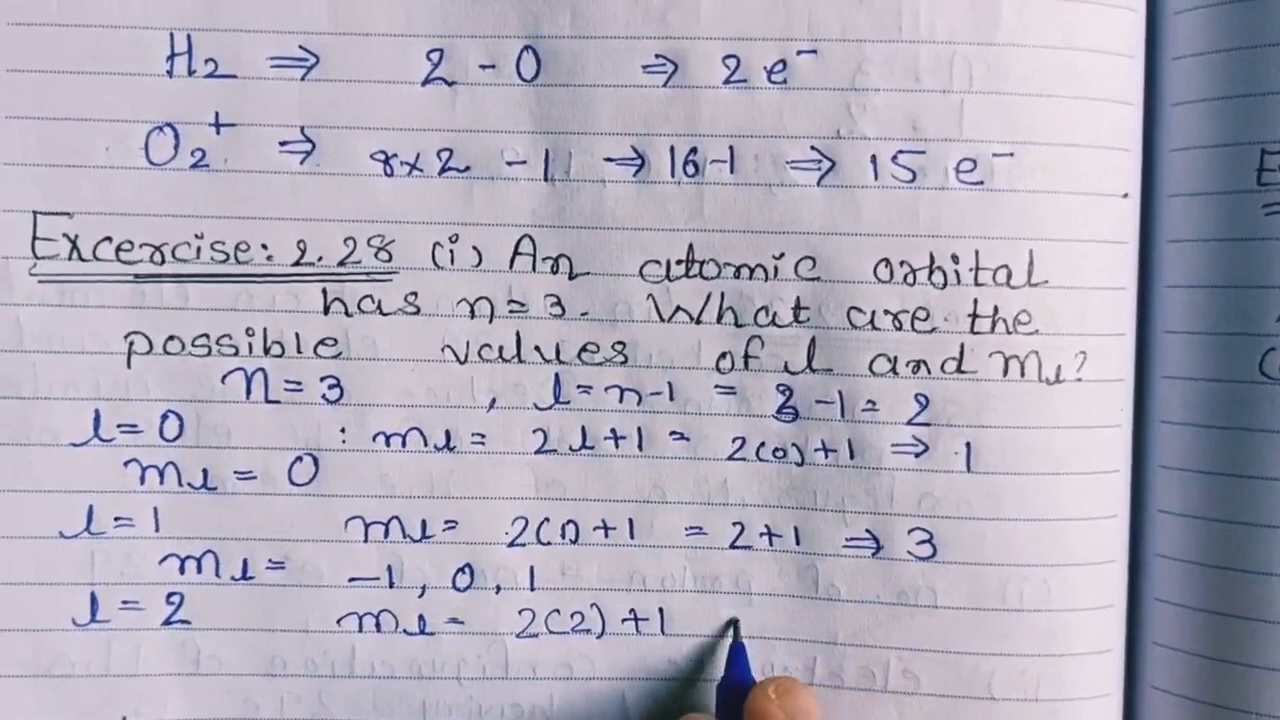 H₂ ⇒ 2 - 0 ⇒ 2 e⁻
O₂⁺ ⇒ 8×2 - 1 → 16-1 ⇒ 15 e⁻
Excercise: 2.28 (i) An atomic orbital
has n=3. What are the
possible values of l and mₗ?
n=3 , l=n-1 = 3-1=2
l=0 : mₗ= 2l+1= 2(0)+1 ⇒ 1
mₗ=0
l=1 mₗ= 2(1)+1 = 2+1 ⇒ 3
mₗ= -1, 0, 1
l=2 mₗ= 2(2)+1